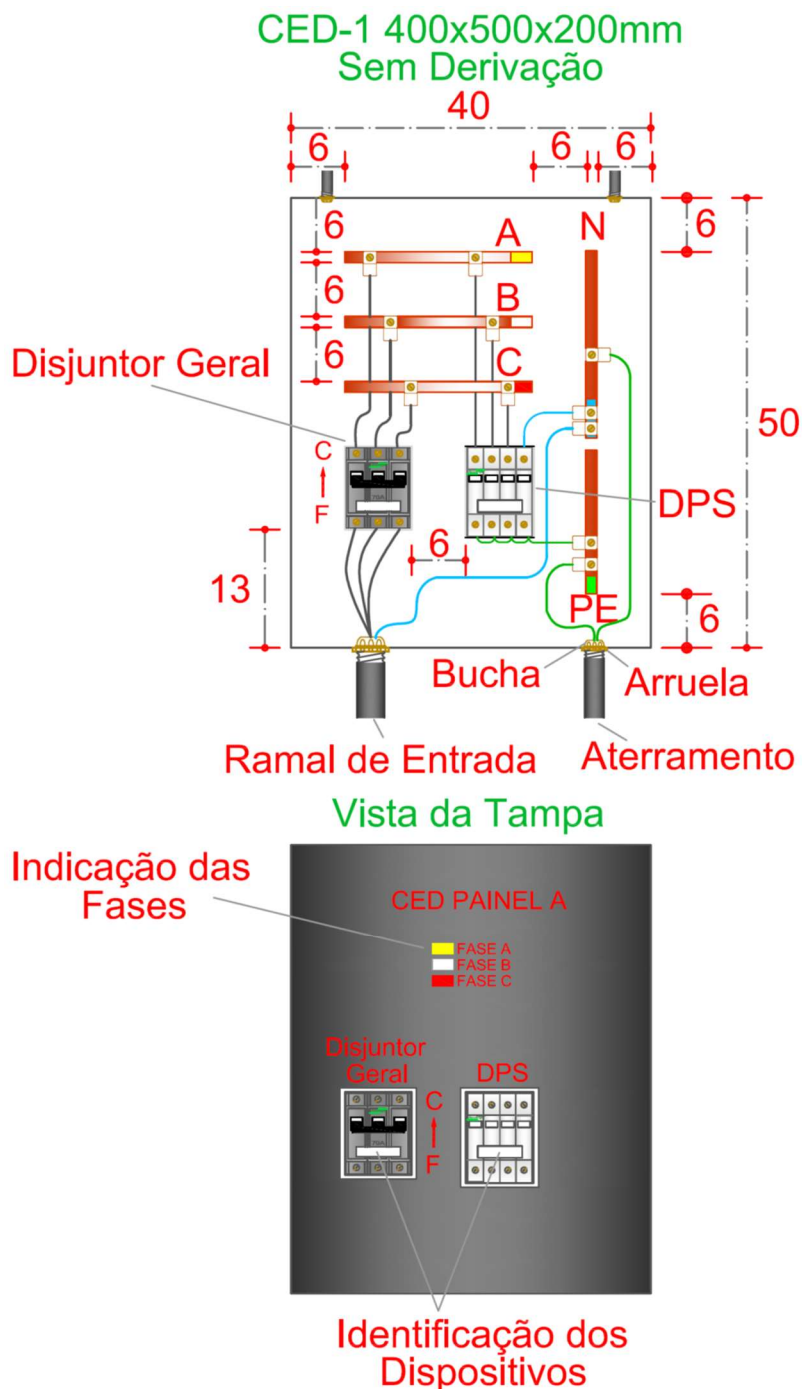 CED-1 400x500x200mm
Sem Derivação
40
6
6
6
6
N
6
A
6
B
6
C
Disjuntor Geral
50
C
F
DPS
70A
6
13
PE
6
Bucha
Arruela
Ramal de Entrada
Aterramento
Vista da Tampa
Indicação das
Fases
CED PAINEL A
FASE A
FASE B
FASE C
Disjuntor
Geral
DPS
C
F
70A
Identificação dos
Dispositivos